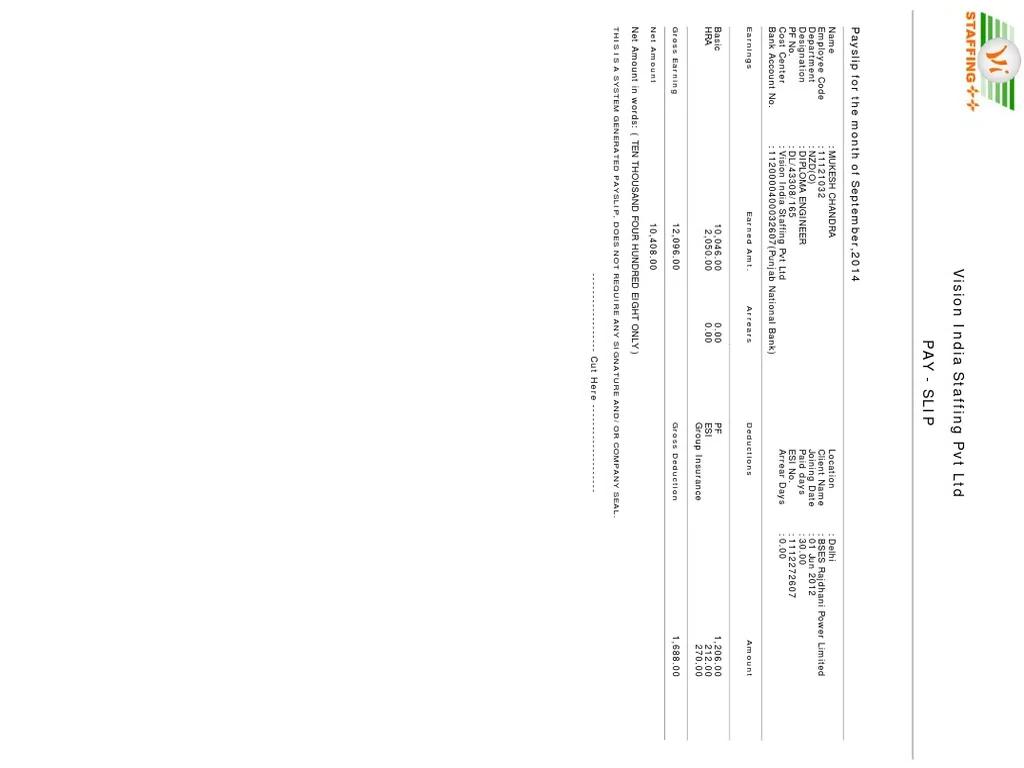 STAFFING++
Vision India Staffing Pvt Ltd
PAY - SLIP
Payslip for the month of September,2014
Name : MUKESH CHANDRA Location : Delhi
Employee Code : 11121032 Client Name : BSES Rajdhani Power Limited
Department : NZD(O) Joining Date : 01 Jun 2012
Designation : DIPLOMA ENGINEER Paid days : 30.00
PF No. : DL/43308/165 ESI No. : 1112272607
Cost Center : Vision India Staffing Pvt Ltd Arrear Days : 0.00
Bank Account No. : 1120000400032607(Punjab National Bank)
Earnings Earned Amt. Arrears Deductions Amount
Basic 10,046.00 0.00 PF 1,206.00
HRA 2,050.00 0.00 ESI 212.00
Group Insurance 270.00
Gross Earning 12,096.00 Gross Deduction 1,688.00
Net Amount 10,408.00
Net Amount in words: ( TEN THOUSAND FOUR HUNDRED EIGHT ONLY )
THIS IS A SYSTEM GENERATED PAYSLIP, DOES NOT REQUIRE ANY SIGNATURE AND/OR COMPANY SEAL.
------------------ Cut Here --------------------